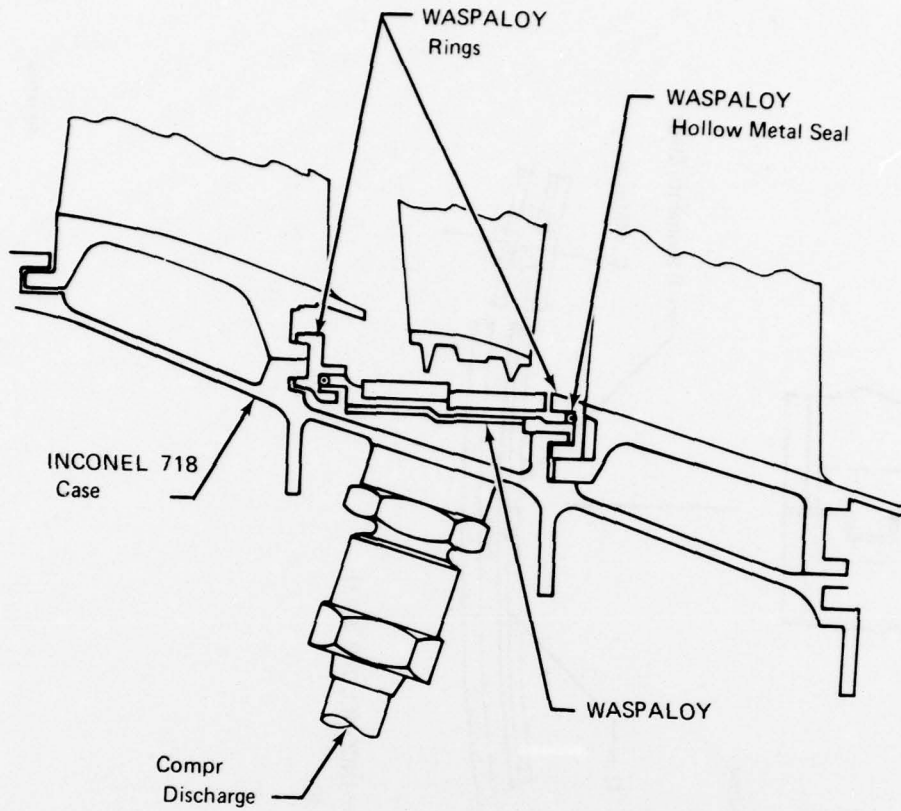 WASPALOY
Rings
WASPALOY
Hollow Metal Seal
INCONEL 718
Case
WASPALOY
Compr
Discharge